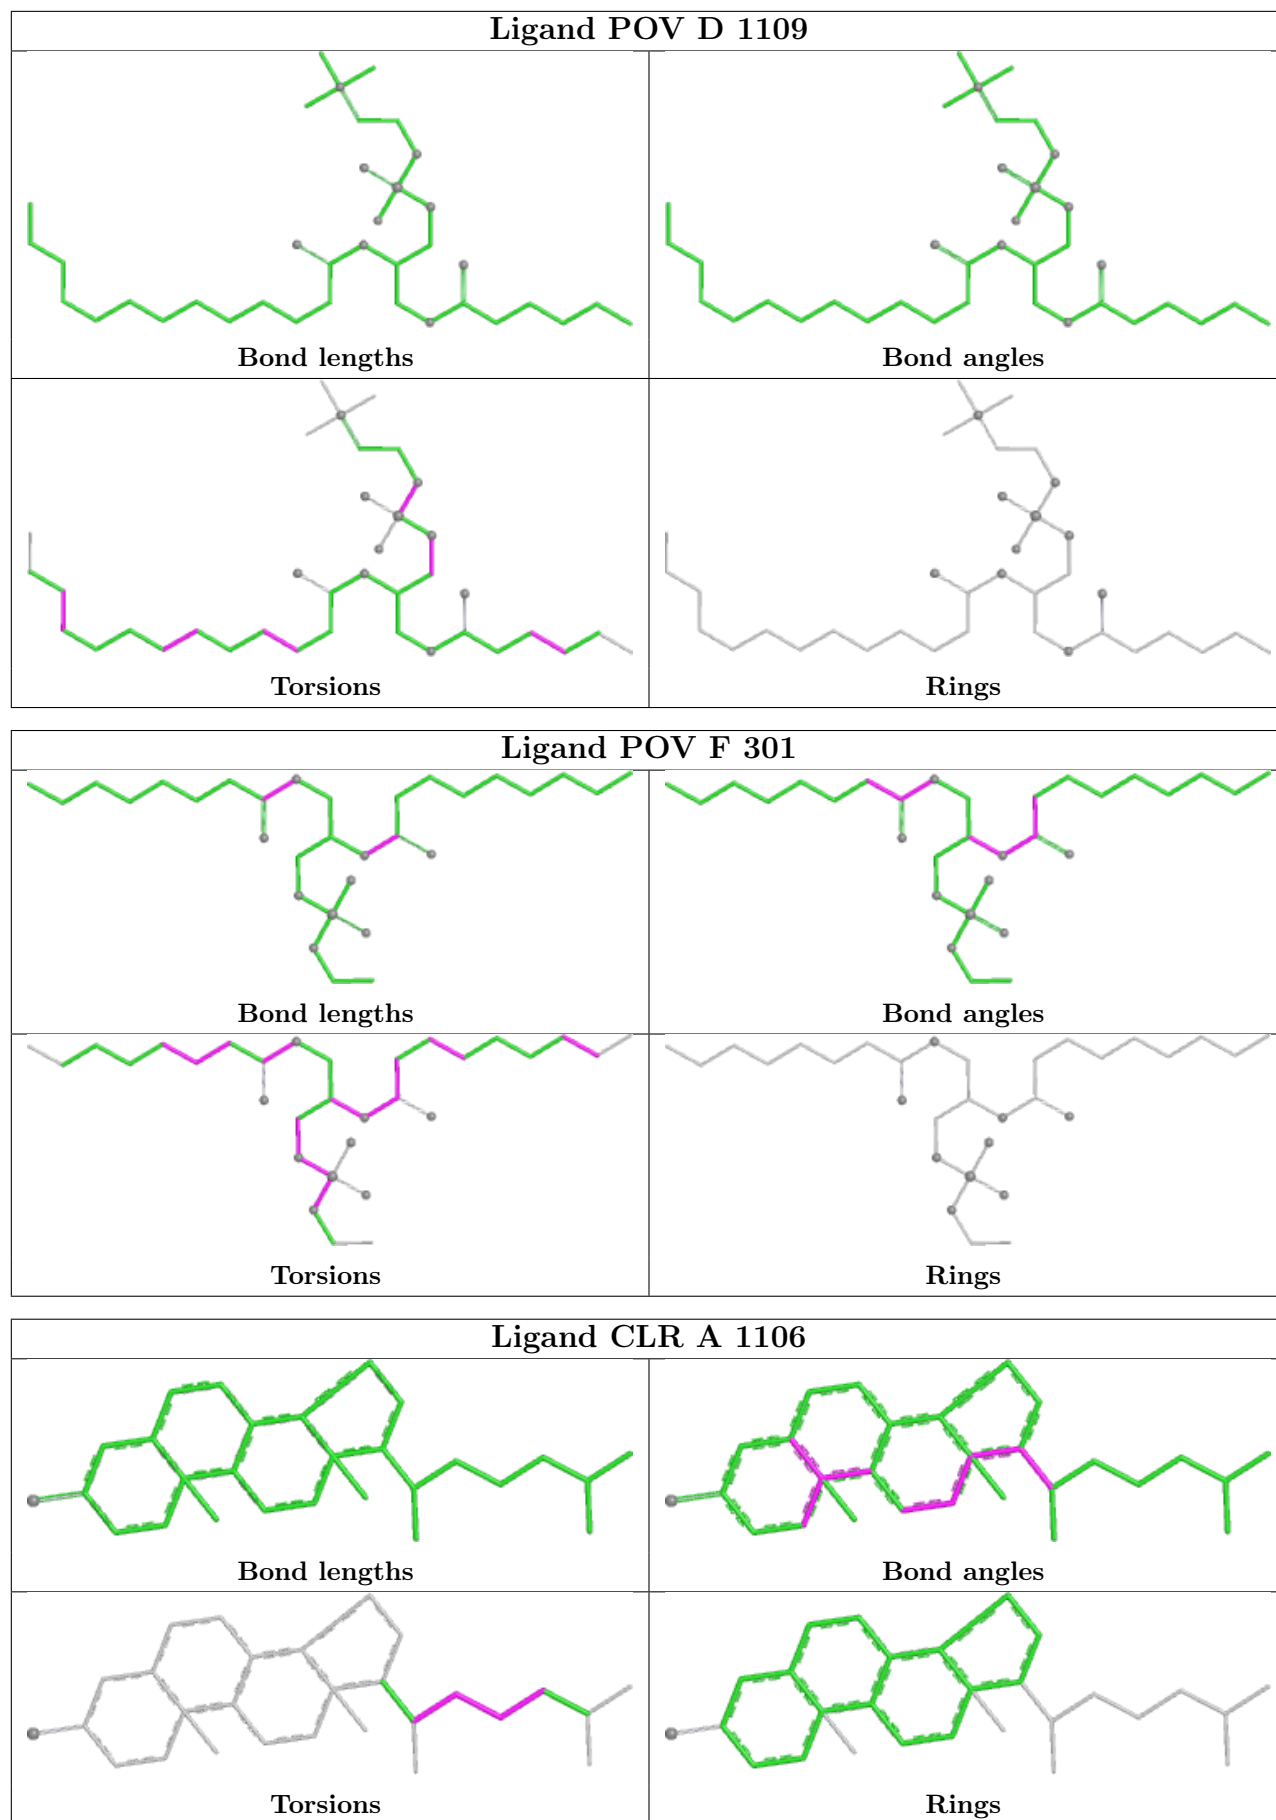 Ligand POV D 1109
Bond lengths
Bond angles
Torsions
Rings
Ligand POV F 301
Bond lengths
Bond angles
Torsions
Rings
Ligand CLR A 1106
Bond lengths
Bond angles
Torsions
Rings